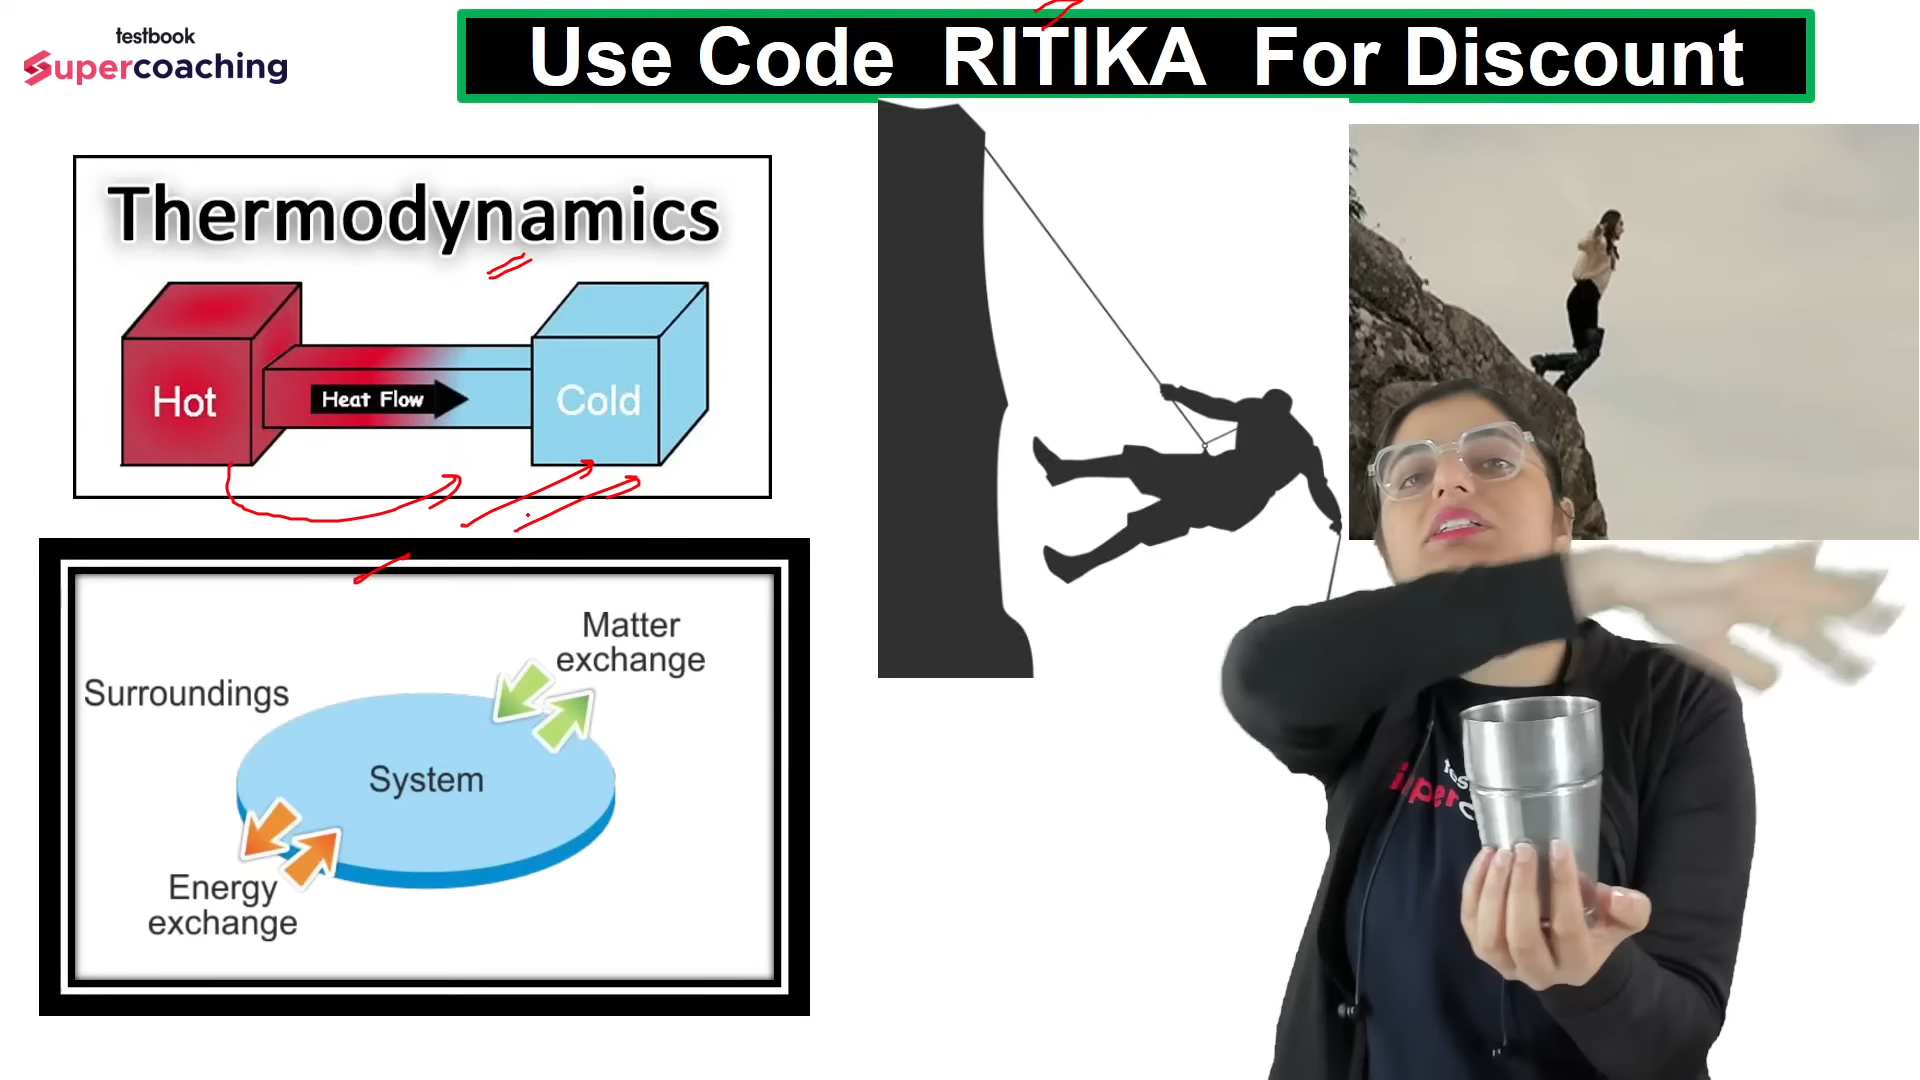 testbook
Supercoaching
Use Code RITIKA For Discount
Thermodynamics
Hot
Heat Flow
Cold
Surroundings
Matter
exchange
System
Energy
exchange